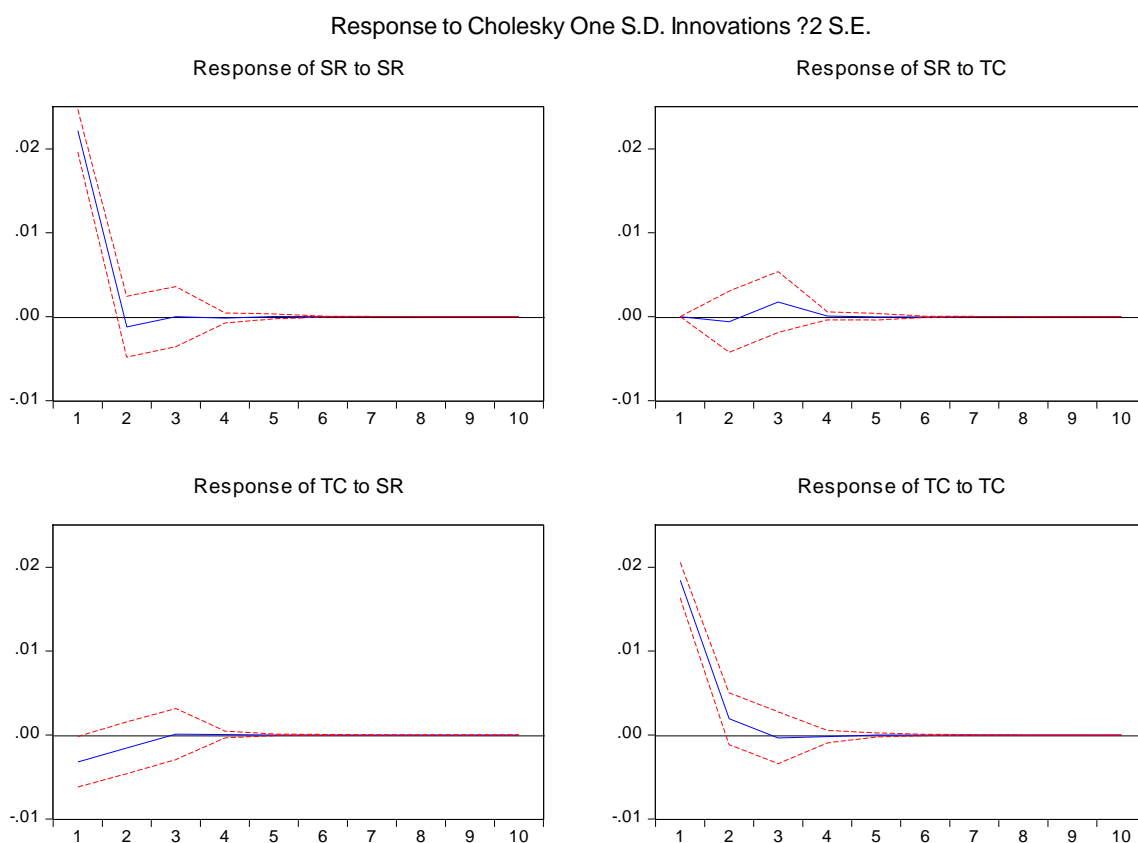 Response to Cholesky One S.D. Innovations ?2 S.E.
Response of SR to SR
.02
.01
.00
-.01
1 2 3 4 5 6 7 8 9 10
Response of SR to TC
.02
.01
.00
-.01
1 2 3 4 5 6 7 8 9 10
Response of TC to SR
.02
.01
.00
-.01
1 2 3 4 5 6 7 8 9 10
Response of TC to TC
.02
.01
.00
-.01
1 2 3 4 5 6 7 8 9 10